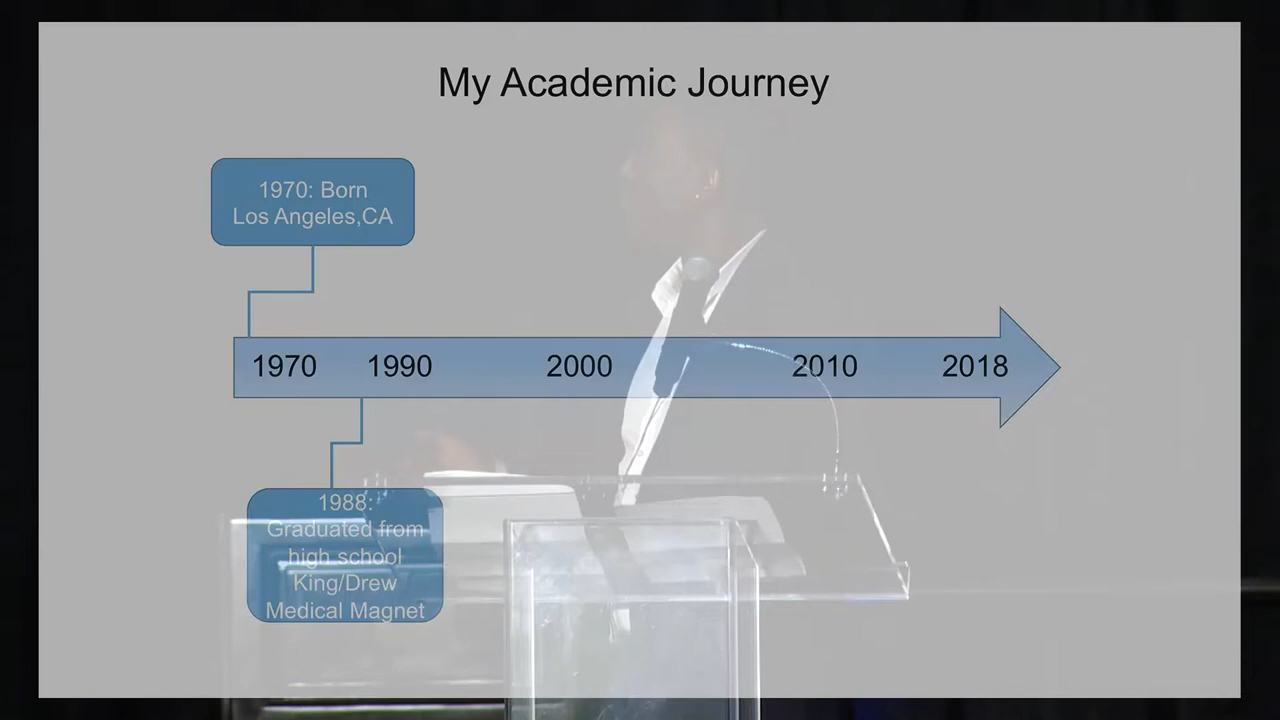 My Academic Journey
1970: Born
Los Angeles,CA
1970 1990 2000 2010 2018
1988:
Graduated from
high school
King/Drew
Medical Magnet